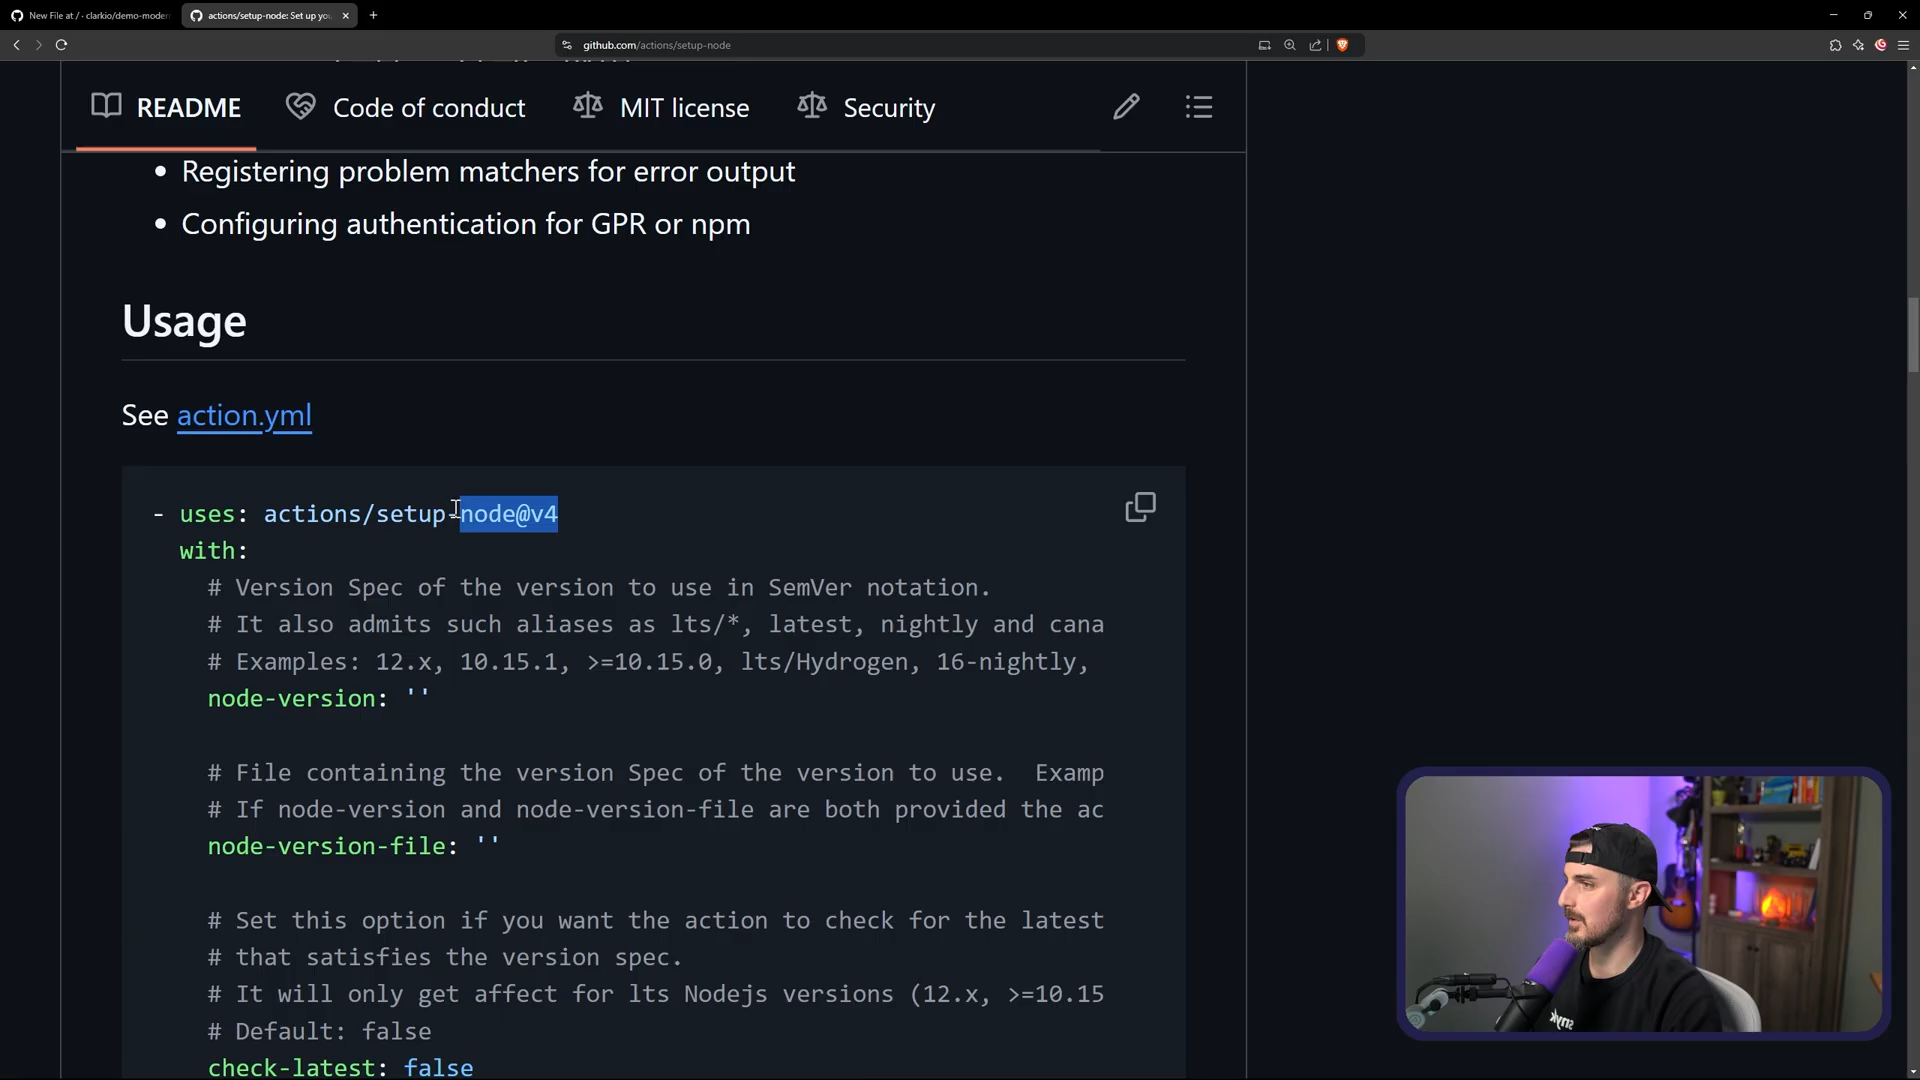 New File at / · clarkio/demo-moder
actions/setup-node: Set up you
github.com/actions/setup-node
README
Code of conduct
MIT license
Security
• Registering problem matchers for error output
• Configuring authentication for GPR or npm
Usage
See action.yml
- uses: actions/setup-node@v4
with:
# Version Spec of the version to use in SemVer notation.
# It also admits such aliases as lts/*, latest, nightly and cana
# Examples: 12.x, 10.15.1, >=10.15.0, lts/Hydrogen, 16-nightly,
node-version: ''
# File containing the version Spec of the version to use.  Examp
# If node-version and node-version-file are both provided the ac
node-version-file: ''
# Set this option if you want the action to check for the latest
# that satisfies the version spec.
# It will only get affect for lts Nodejs versions (12.x, >=10.15
# Default: false
check-latest: false
snyk